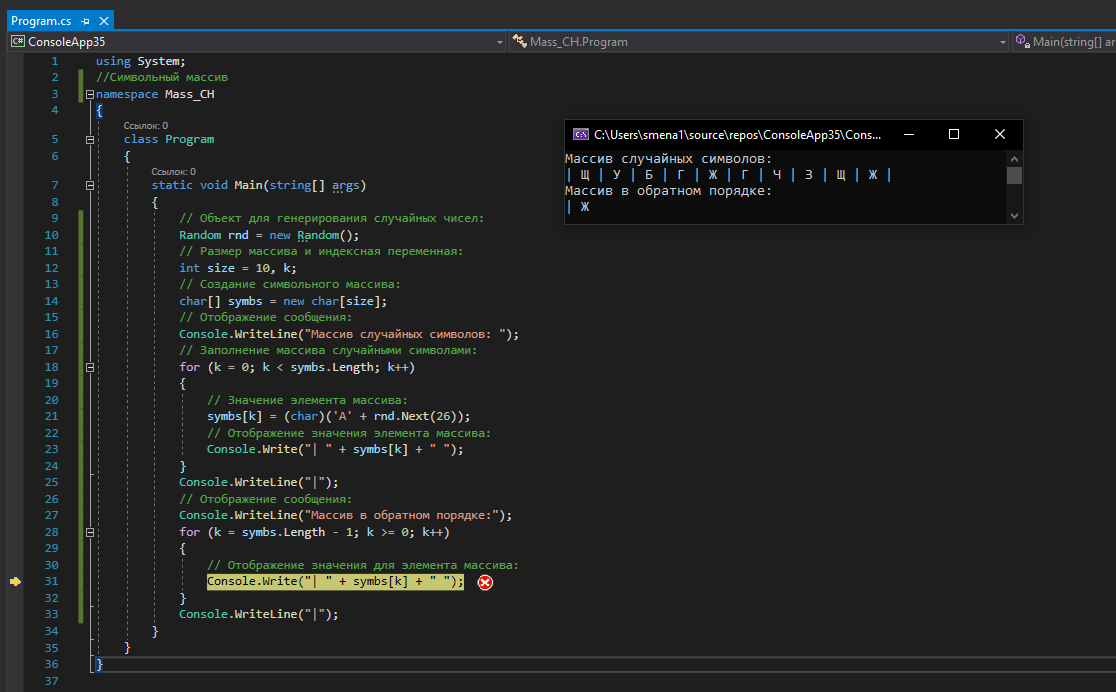 Program.cs
C# ConsoleApp35
Mass_CH.Program
Main(string[] ar
1 using System;
2 //Символьный массив
3 namespace Mass_CH
4 {
Ссылок: 0
5 class Program
6 {
Ссылок: 0
7 static void Main(string[] args)
8 {
9 // Объект для генерирования случайных чисел:
10 Random rnd = new Random();
11 // Размер массива и индексная переменная:
12 int size = 10, k;
13 // Создание символьного массива:
14 char[] symbs = new char[size];
15 // Отображение сообщения:
16 Console.WriteLine("Массив случайных символов: ");
17 // Заполнение массива случайными символами:
18 for (k = 0; k < symbs.Length; k++)
19 {
20 // Значение элемента массива:
21 symbs[k] = (char)('А' + rnd.Next(26));
22 // Отображение значения элемента массива:
23 Console.Write("| " + symbs[k] + " ");
24 }
25 Console.WriteLine("|");
26 // Отображение сообщения:
27 Console.WriteLine("Массив в обратном порядке:");
28 for (k = symbs.Length - 1; k >= 0; k++)
29 {
30 // Отображение значения для элемента массива:
31 Console.Write("| " + symbs[k] + " ");
32 }
33 Console.WriteLine("|");
34 }
35 }
36 }
37
C:\Users\smena1\source\repos\ConsoleApp35\Cons...
Массив случайных символов:
| Щ | У | Б | Г | Ж | Г | Ч | З | Щ | Ж |
Массив в обратном порядке:
| Ж